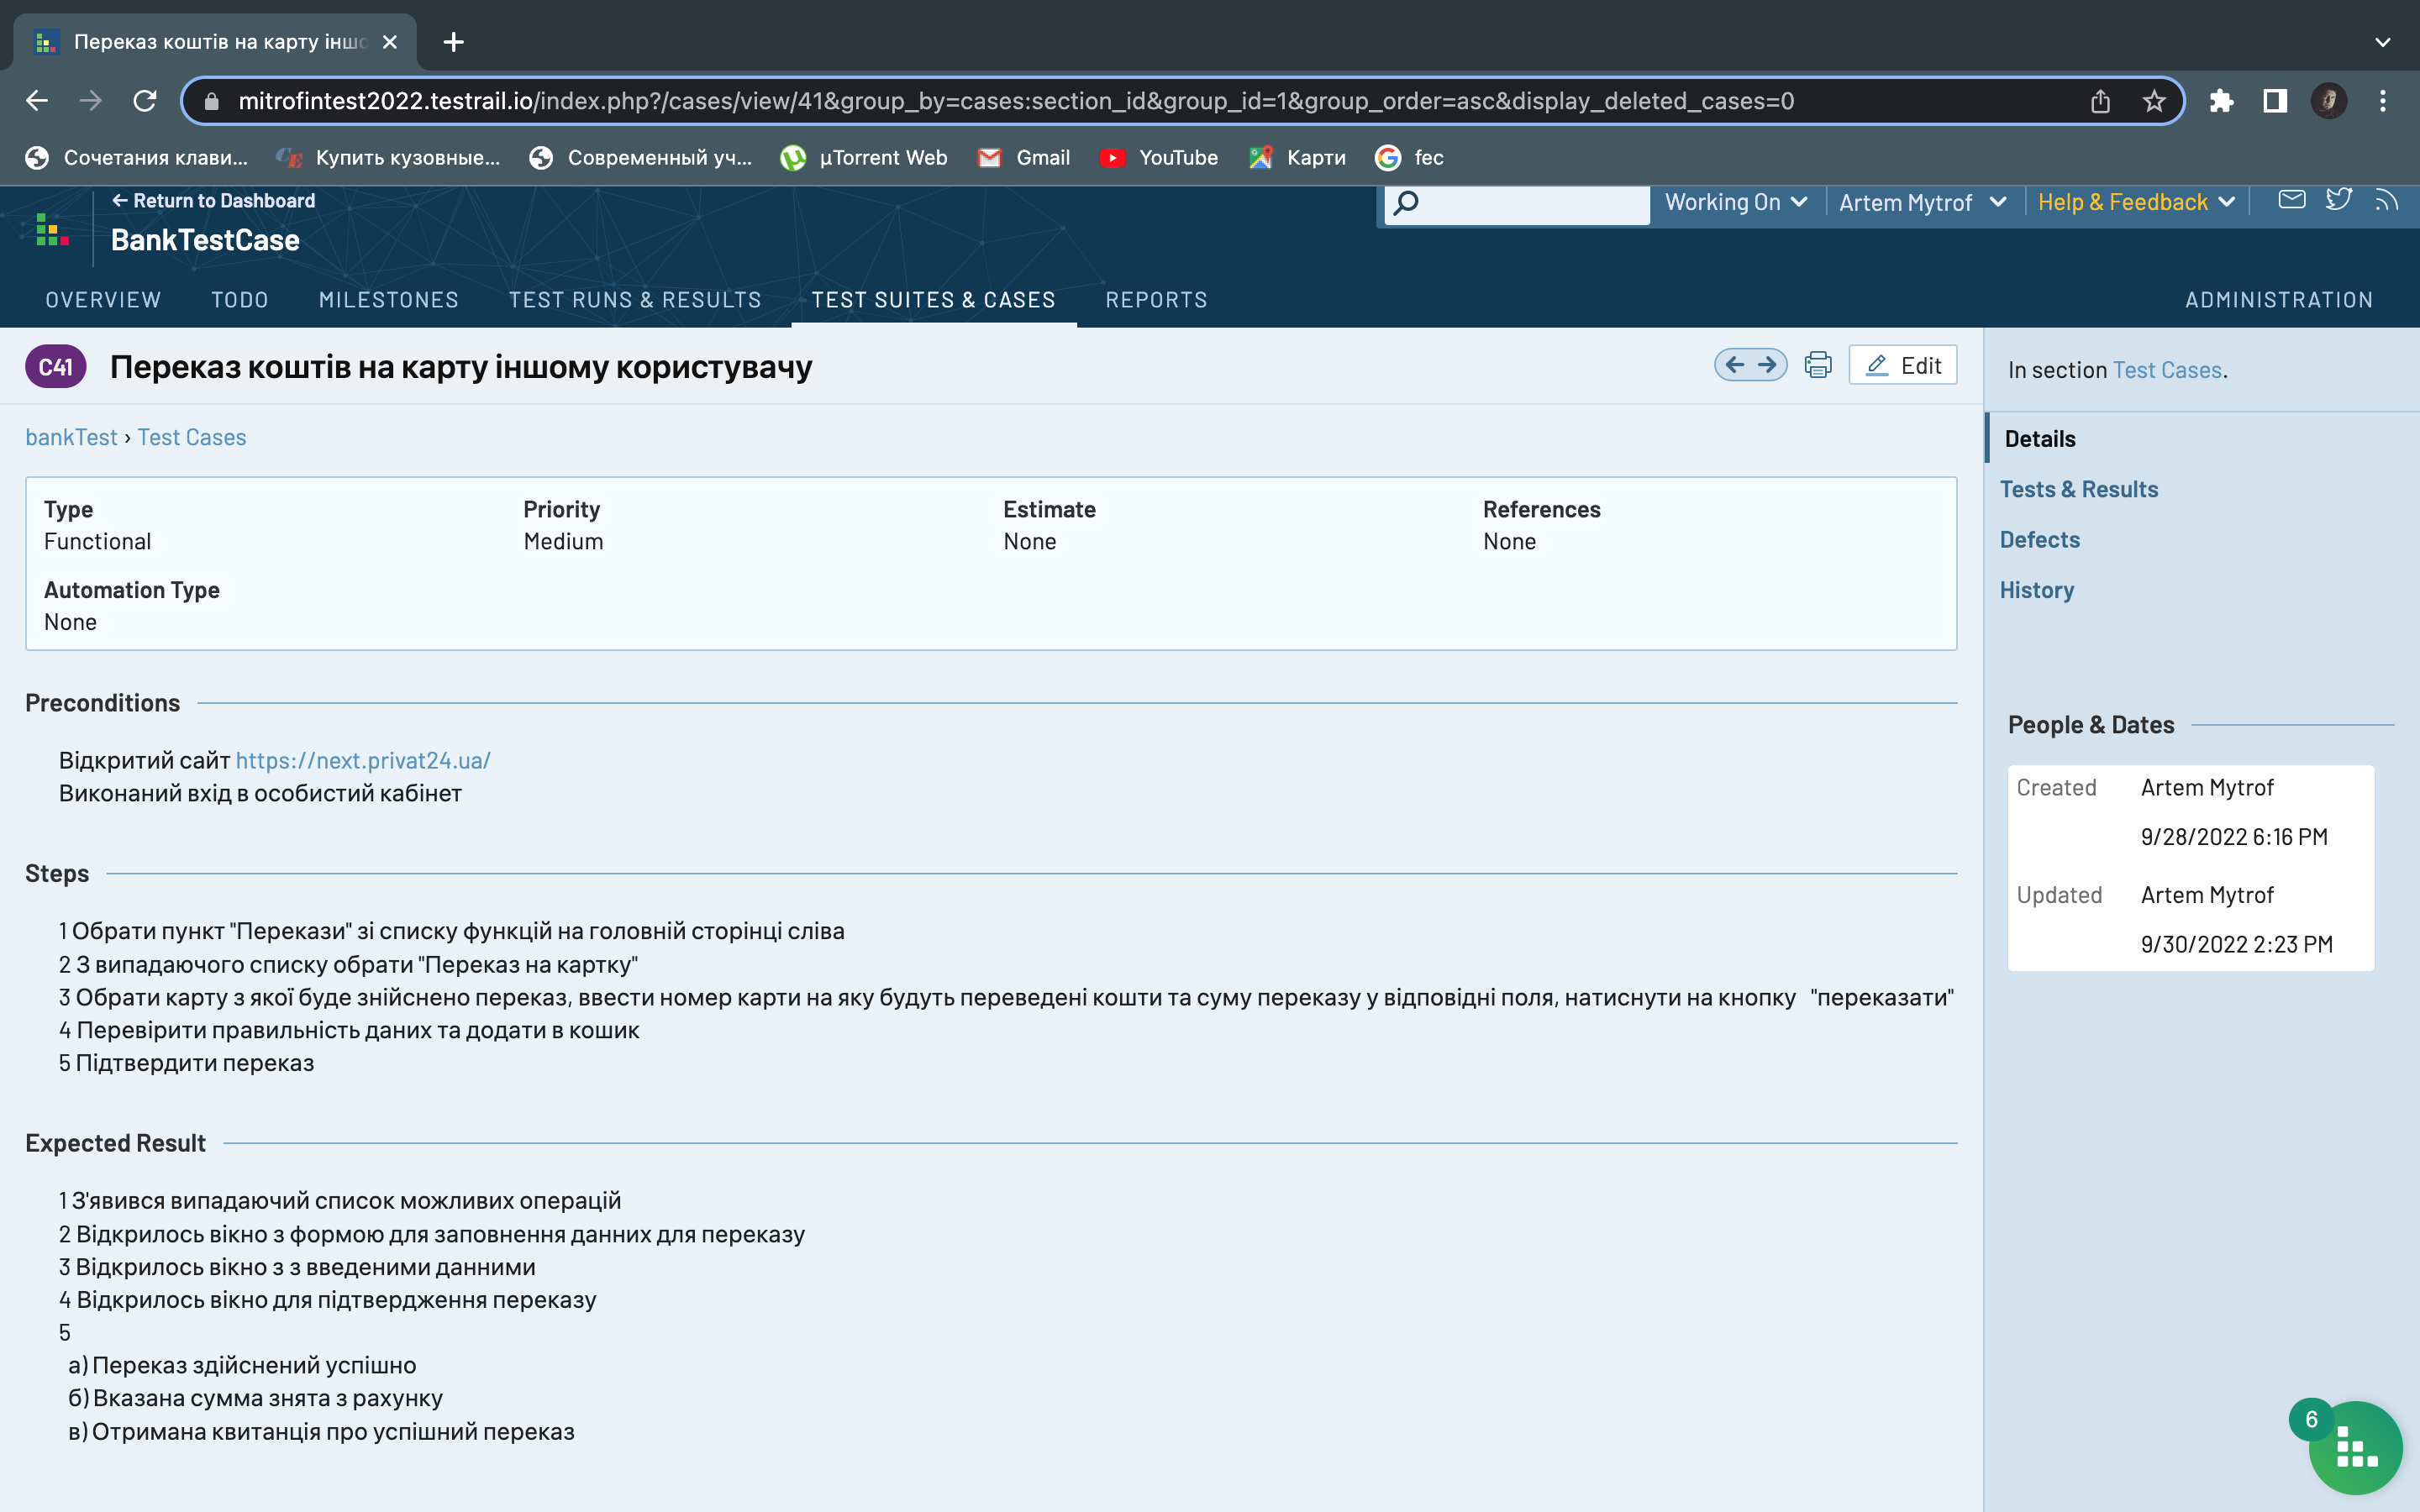 Переказ коштів на карту інш
mitrofintest2022.testrail.io/index.php?/cases/view/41&group_by=cases:section_id&group_id=1&group_order=asc&display_deleted_cases=0
Сочетания клави... Купить кузовные... Современный уч... µTorrent Web Gmail YouTube Карти fec
← Return to Dashboard
BankTestCase
Working On Artem Mytrof Help & Feedback
OVERVIEW TODO MILESTONES TEST RUNS & RESULTS TEST SUITES & CASES REPORTS ADMINISTRATION
C41 Переказ коштів на карту іншому користувачу
Edit
bankTest › Test Cases
Type Priority Estimate References
Functional Medium None None
Automation Type
None
Preconditions
Відкритий сайт https://next.privat24.ua/
Виконаний вхід в особистий кабінет
Steps
1 Обрати пункт "Перекази" зі списку функцій на головній сторінці сліва
2 З випадаючого списку обрати "Переказ на картку"
3 Обрати карту з якої буде знійснено переказ, ввести номер карти на яку будуть переведені кошти та суму переказу у відповідні поля, натиснути на кнопку "переказати"
4 Перевірити правильність даних та додати в кошик
5 Підтвердити переказ
Expected Result
1 З'явився випадаючий список можливих операцій
2 Відкрилось вікно з формою для заповнення данних для переказу
3 Відкрилось вікно з з введеними данними
4 Відкрилось вікно для підтвердження переказу
5
а) Переказ здійснений успішно
б) Вказана сумма знята з рахунку
в) Отримана квитанція про успішний переказ
In section Test Cases.
Details
Tests & Results
Defects
History
People & Dates
Created Artem Mytrof
9/28/2022 6:16 PM
Updated Artem Mytrof
9/30/2022 2:23 PM
6